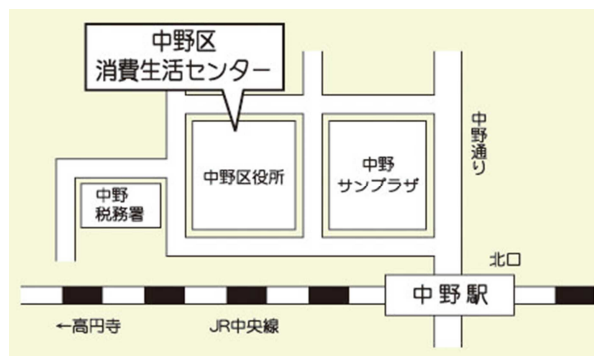 中野区
消費生活センター
中野区役所
中野
サンプラザ
中野通り
中野
税務署
北口
中野駅
←高円寺
JR中央線